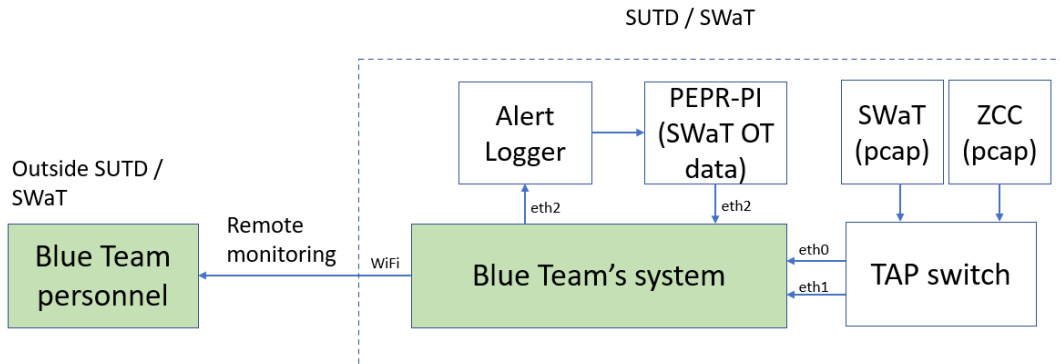 SUTD / SWaT
Alert
Logger
PEPR-PI
(SWaT OT
data)
SWaT
(pcap)
ZCC
(pcap)
Outside SUTD /
SWaT
eth2
eth2
Blue Team
personnel
Remote
monitoring
WiFi
Blue Team's system
eth0
eth1
TAP switch